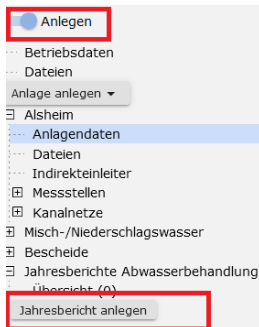 Anlegen
Betriebsdaten
Dateien
Anlage anlegen
Alsheim
Anlagendaten
Dateien
Indirekteinleiter
Messstellen
Kanalnetze
Misch-/Niederschlagswasser
Bescheide
Jahresberichte Abwasserbehandlung
Übersicht (0)
Jahresbericht anlegen